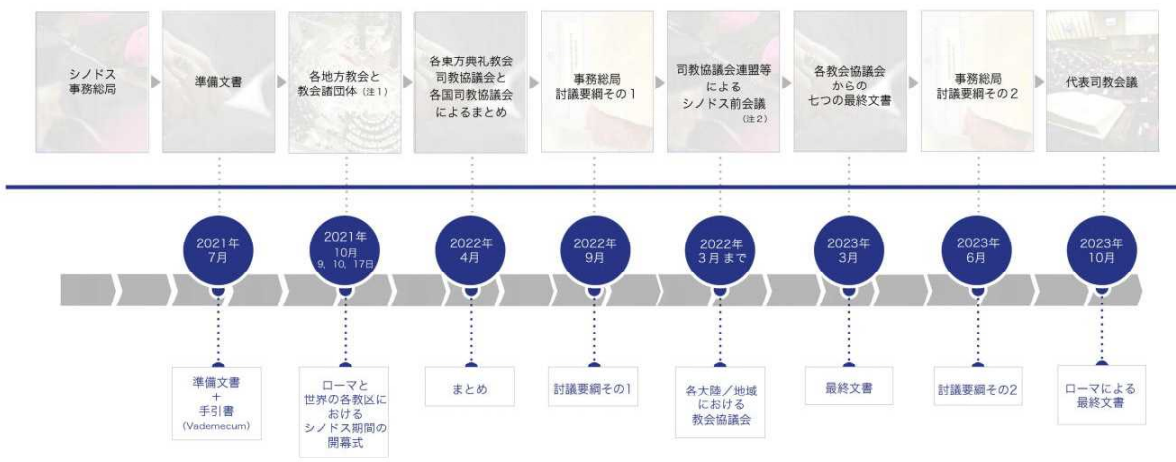 シノドス
事務総局
準備文書
各地方教会と
教会諸団体（注１）
各東方典礼教会
司教協議会と
各国司教協議会
によるまとめ
事務総局
討議要綱その１
司教協議会連盟等
による
シノドス前会議
（注２）
各教会協議会
からの
七つの最終文書
事務総局
討議要綱その２
代表司教会議
2021年
7月
2021年
10月
9，10，17日
2022年
4月
2022年
9月
2022年
3月 まで
2023年
3月
2023年
6月
2023年
10月
準備文書
+
手引書
(Vademecum)
ローマと
世界の各教区に
おける
シノドス期間の
開幕式
まとめ
討議要綱その1
各大陸／地域
における
教会協議会
最終文書
討議要綱その2
ローマによる
最終文書